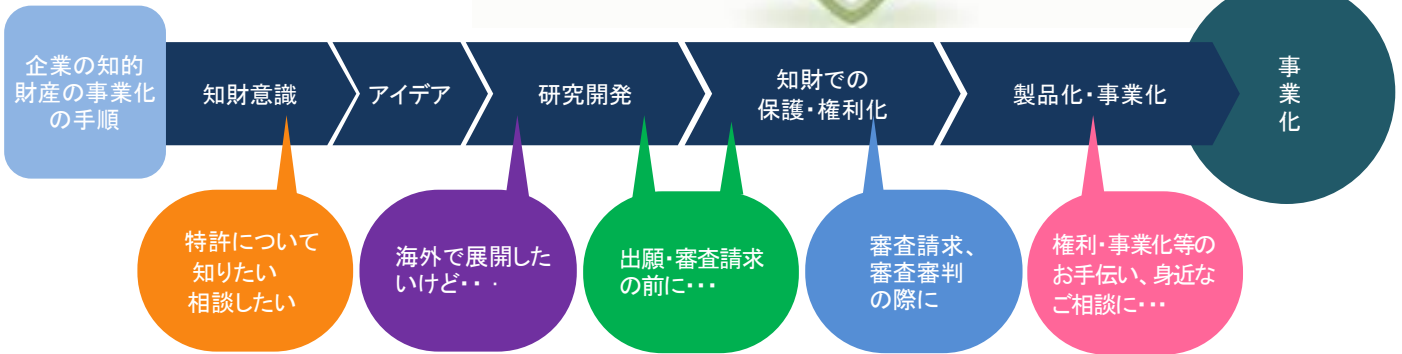 企業の知的
財産の事業化
の手順
知財意識
アイデア
研究開発
知財での
保護・権利化
製品化・事業化
事
業
化
特許について
知りたい
相談したい
海外で展開した
いけど・・・
出願・審査請求
の前に・・・
審査請求、
審査審判
の際に
権利・事業化等の
お手伝い、身近な
ご相談に・・・